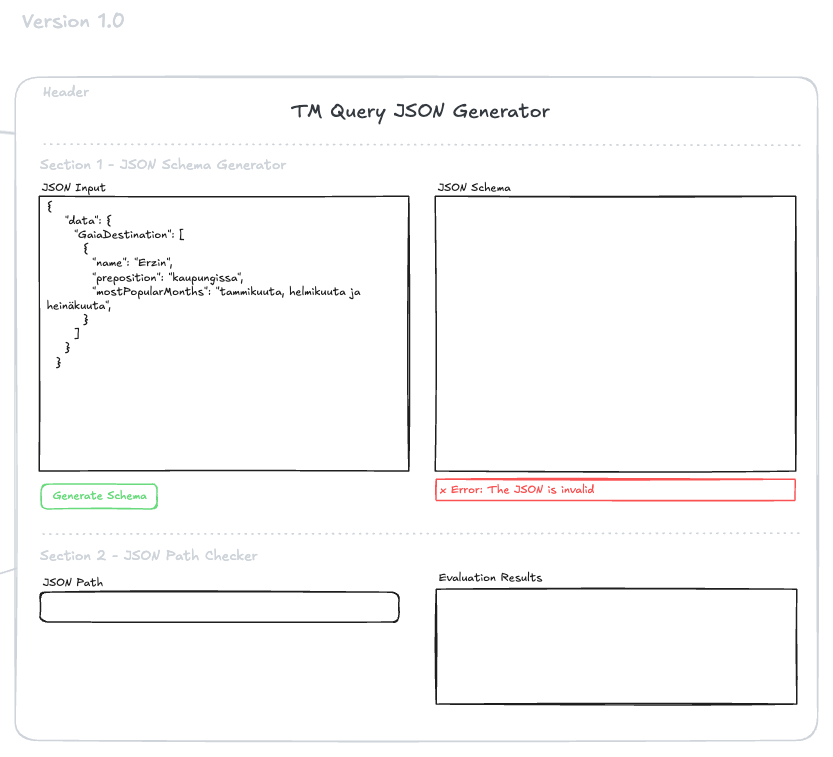 Version 1.0
Header
TM Query JSON Generator
Section 1 - JSON Schema Generator
JSON Input
{
"data": {
"GaiaDestination": [
{
"name": "Erzin",
"preposition": "kaupungissa",
"mostPopularMonths": "tammikuuta, helmikuuta ja
heinäkuuta",
}
]
}
}
Generate Schema
JSON Schema
x Error: The JSON is invalid
Section 2 - JSON Path Checker
JSON Path
Evaluation Results